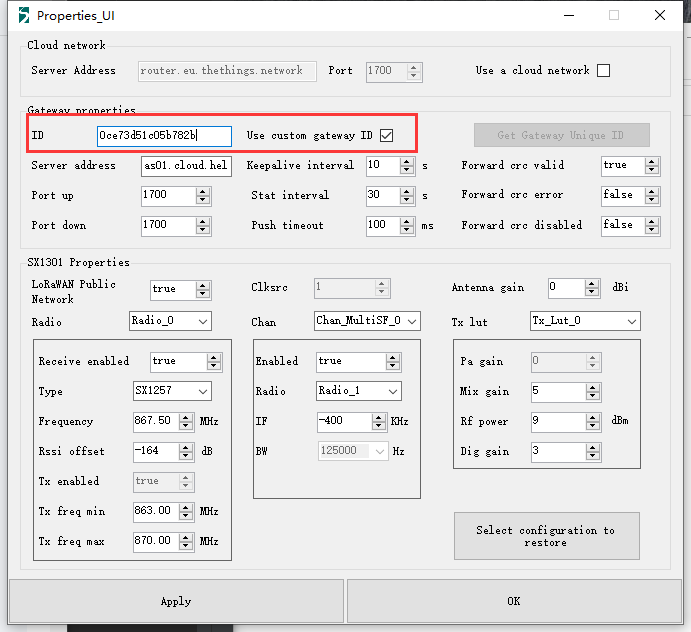 Properties_UI
Cloud network
Server Address router.eu.thethings.network Port 1700 Use a cloud network
Gateway properties
ID 0ce73d51c05b782b Use custom gateway ID Get Gateway Unique ID
Server address as01.cloud.hel Keepalive interval 10 s Forward crc valid true
Port up 1700 Stat interval 30 s Forward crc error false
Port down 1700 Push timeout 100 ms Forward crc disabled false
SX1301 Properties
LoRaWAN Public
Network true Clksrc 1 Antenna gain 0 dBi
Radio Radio_0 Chan Chan_MultiSF_0 Tx lut Tx_Lut_0
Receive enabled true Enabled true Pa gain 0
Type SX1257 Radio Radio_1 Mix gain 5
Frequency 867.50 MHz IF -400 KHz Rf power 9 dBm
Rssi offset -164 dB BW 125000 Hz Dig gain 3
Tx enabled true
Tx freq min 863.00 MHz
Tx freq max 870.00 MHz
Select configuration to
restore
Apply OK